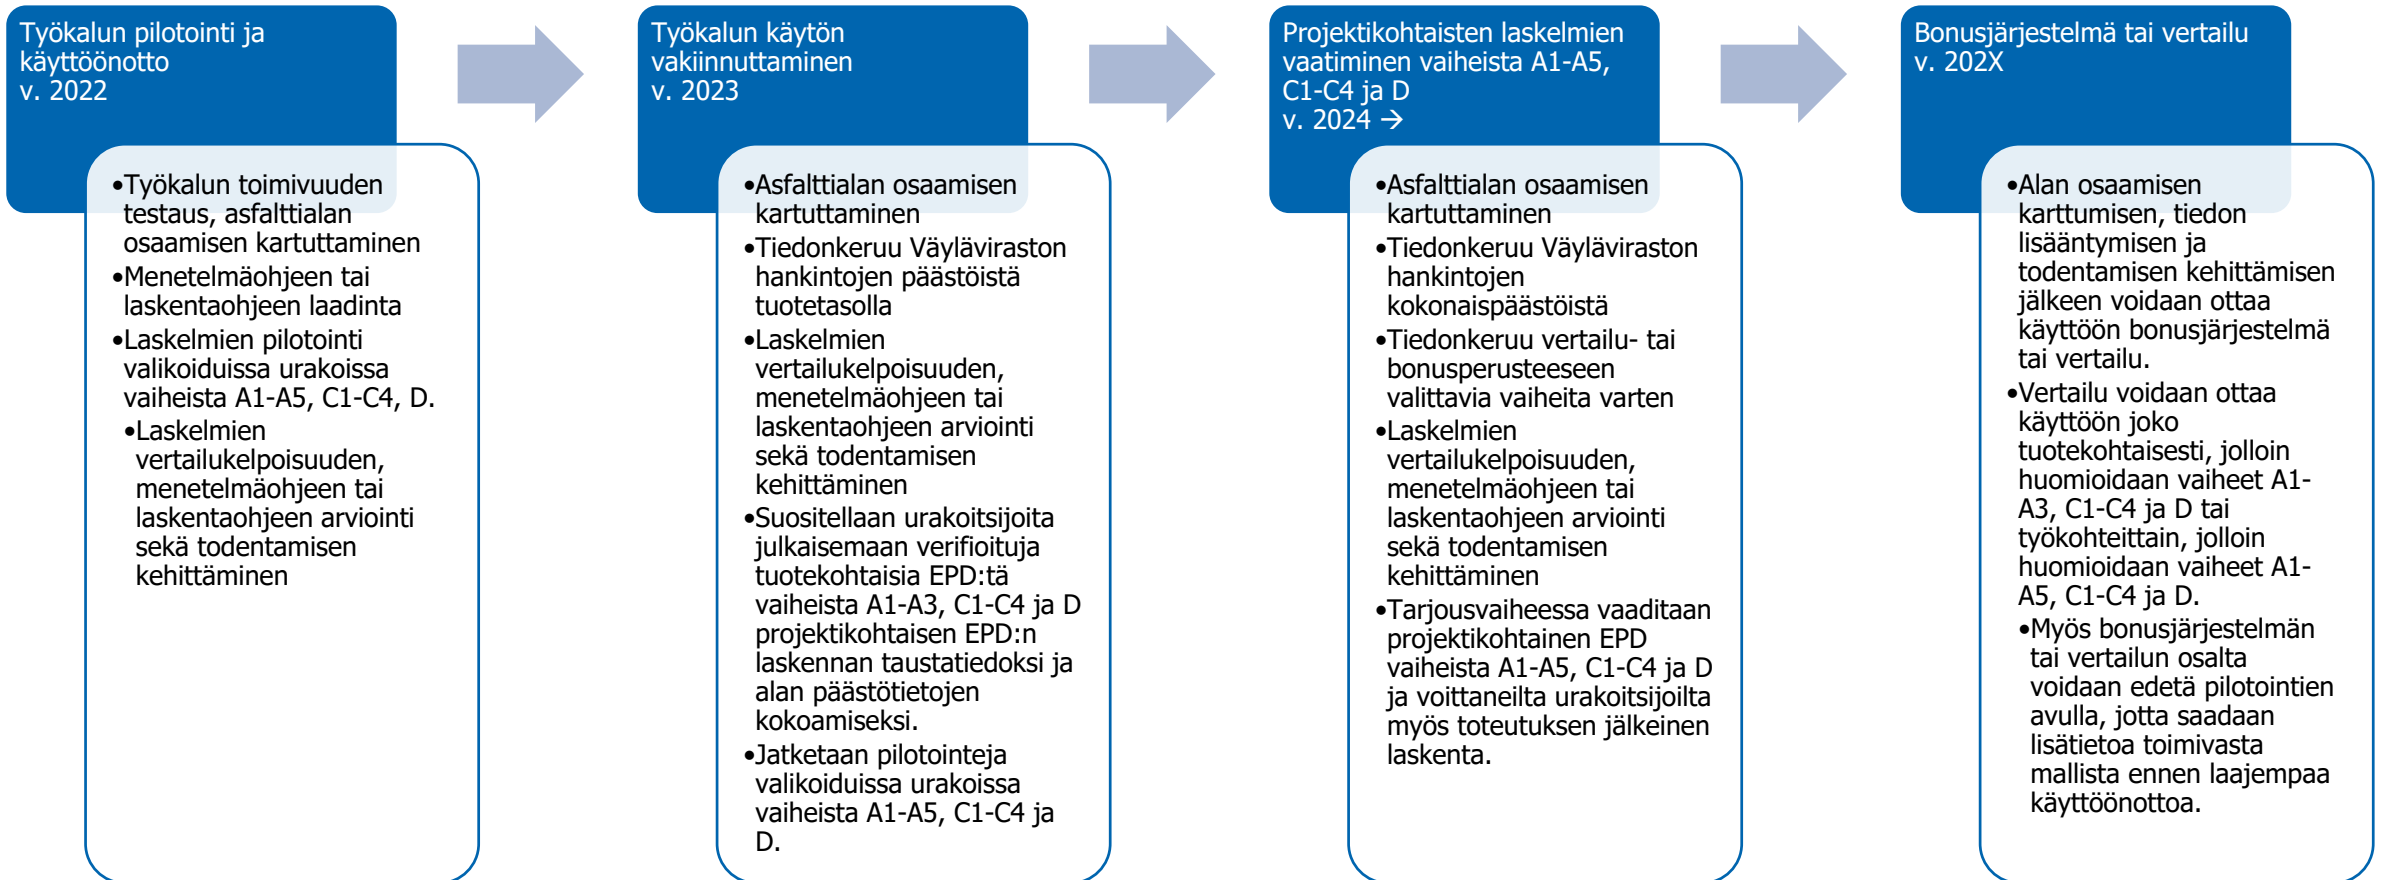 Työkalun pilotointi ja
käyttöönotto
v. 2022
•Työkalun toimivuuden
testaus, asfalttialan
osaamisen kartuttaminen
•Menetelmäohjeen tai
laskentaohjeen laadinta
•Laskelmien pilotointi
valikoiduissa urakoissa
vaiheista A1-A5, C1-C4, D.
•Laskelmien
vertailukelpoisuuden,
menetelmäohjeen tai
laskentaohjeen arviointi
sekä todentamisen
kehittäminen
Työkalun käytön
vakiinnuttaminen
v. 2023
•Asfalttialan osaamisen
kartuttaminen
•Tiedonkeruu Väyläviraston
hankintojen päästöistä
tuotetasolla
•Laskelmien
vertailukelpoisuuden,
menetelmäohjeen tai
laskentaohjeen arviointi
sekä todentamisen
kehittäminen
•Suositellaan urakoitsijoita
julkaisemaan verifioituja
tuotekohtaisia EPD:tä
vaiheista A1-A3, C1-C4 ja D
projektikohtaisen EPD:n
laskennan taustatiedoksi ja
alan päästötietojen
kokoamiseksi.
•Jatketaan pilotointeja
valikoiduissa urakoissa
vaiheista A1-A5, C1-C4 ja
D.
Projektikohtaisten laskelmien
vaatiminen vaiheista A1-A5,
C1-C4 ja D
v. 2024 →
•Asfalttialan osaamisen
kartuttaminen
•Tiedonkeruu Väyläviraston
hankintojen
kokonaispäästöistä
•Tiedonkeruu vertailu- tai
bonusperusteeseen
valittavia vaiheita varten
•Laskelmien
vertailukelpoisuuden,
menetelmäohjeen tai
laskentaohjeen arviointi
sekä todentamisen
kehittäminen
•Tarjousvaiheessa vaaditaan
projektikohtainen EPD
vaiheista A1-A5, C1-C4 ja D
ja voittaneilta urakoitsijoilta
myös toteutuksen jälkeinen
laskenta.
Bonusjärjestelmä tai vertailu
v. 202X
•Alan osaamisen
karttumisen, tiedon
lisääntymisen ja
todentamisen kehittämisen
jälkeen voidaan ottaa
käyttöön bonusjärjestelmä
tai vertailu.
•Vertailu voidaan ottaa
käyttöön joko
tuotekohtaisesti, jolloin
huomioidaan vaiheet A1-
A3, C1-C4 ja D tai
työkohteittain, jolloin
huomioidaan vaiheet A1-
A5, C1-C4 ja D.
•Myös bonusjärjestelmän
tai vertailun osalta
voidaan edetä pilotointien
avulla, jotta saadaan
lisätietoa toimivasta
mallista ennen laajempaa
käyttöönottoa.